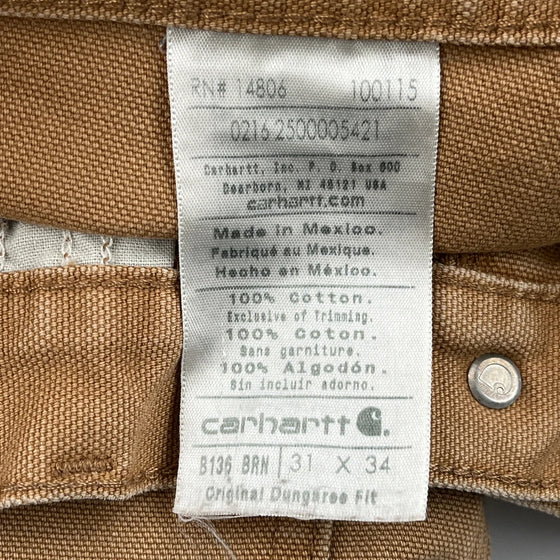 RN# 14806 100115
0216 2500005421
Carhartt, Inc. P. O. Box 600
Dearborn, MI 48121 USA
carhartt.com
Made in Mexico.
Fabriqué au Mexique.
Hecho en México.
100% Cotton.
Exclusive of Trimming.
100% Coton.
Sans garniture.
100% Algodón.
Sin incluir adorno.
carhartt
B136 BRN 31 X 34
Original Dungaree Fit